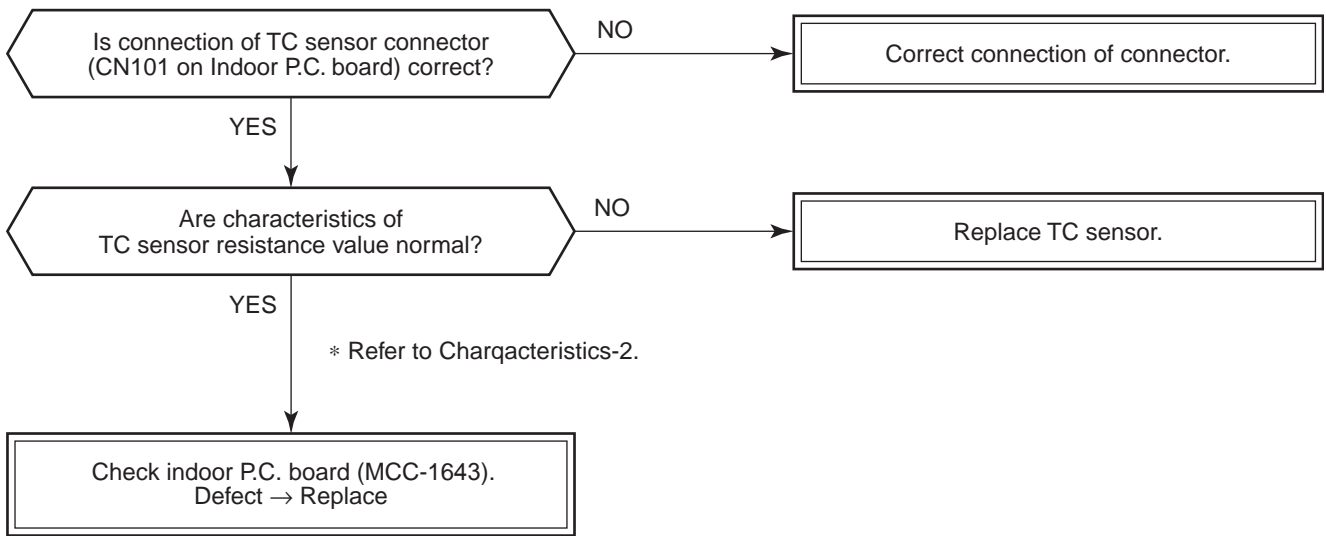 Is connection of TC sensor connector
(CN101 on Indoor P.C. board) correct?
NO
Correct connection of connector.
YES
Are characteristics of
TC sensor resistance value normal?
NO
Replace TC sensor.
YES
* Refer to Charqacteristics-2.
Check indoor P.C. board (MCC-1643).
Defect → Replace